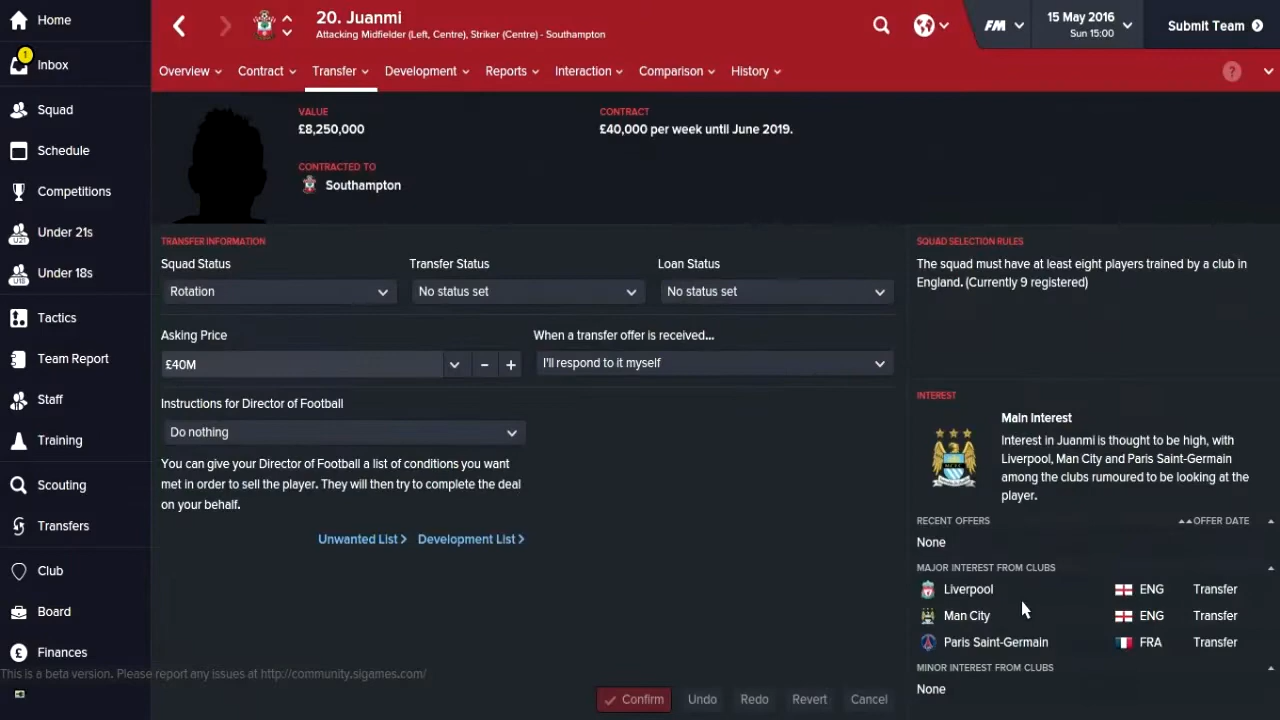 Home
20. Juanmi
Attacking Midfielder (Left, Centre), Striker (Centre) - Southampton
FM
15 May 2016
Sun 15:00
Submit Team
1
Inbox
Overview
Contract
Transfer
Development
Reports
Interaction
Comparison
History
?
Squad
Schedule
Competitions
U21
Under 21s
U18
Under 18s
Tactics
Team Report
Staff
Training
Scouting
Transfers
Club
Board
£
Finances
VALUE
£8,250,000
CONTRACT
£40,000 per week until June 2019.
CONTRACTED TO
Southampton
TRANSFER INFORMATION
Squad Status
Transfer Status
Loan Status
Rotation
No status set
No status set
Asking Price
When a transfer offer is received...
£40M
- +
I'll respond to it myself
Instructions for Director of Football
Do nothing
You can give your Director of Football a list of conditions you want
met in order to sell the player. They will then try to complete the deal
on your behalf.
Unwanted List >
Development List >
SQUAD SELECTION RULES
The squad must have at least eight players trained by a club in
England. (Currently 9 registered)
INTEREST
Main Interest
Interest in Juanmi is thought to be high, with
Liverpool, Man City and Paris Saint-Germain
among the clubs rumoured to be looking at the
player.
RECENT OFFERS
OFFER DATE
None
MAJOR INTEREST FROM CLUBS
Liverpool ENG Transfer
Man City ENG Transfer
Paris Saint-Germain FRA Transfer
MINOR INTEREST FROM CLUBS
None
This is a beta version. Please report any issues at http://community.sigames.com/
Confirm
Undo
Redo
Revert
Cancel